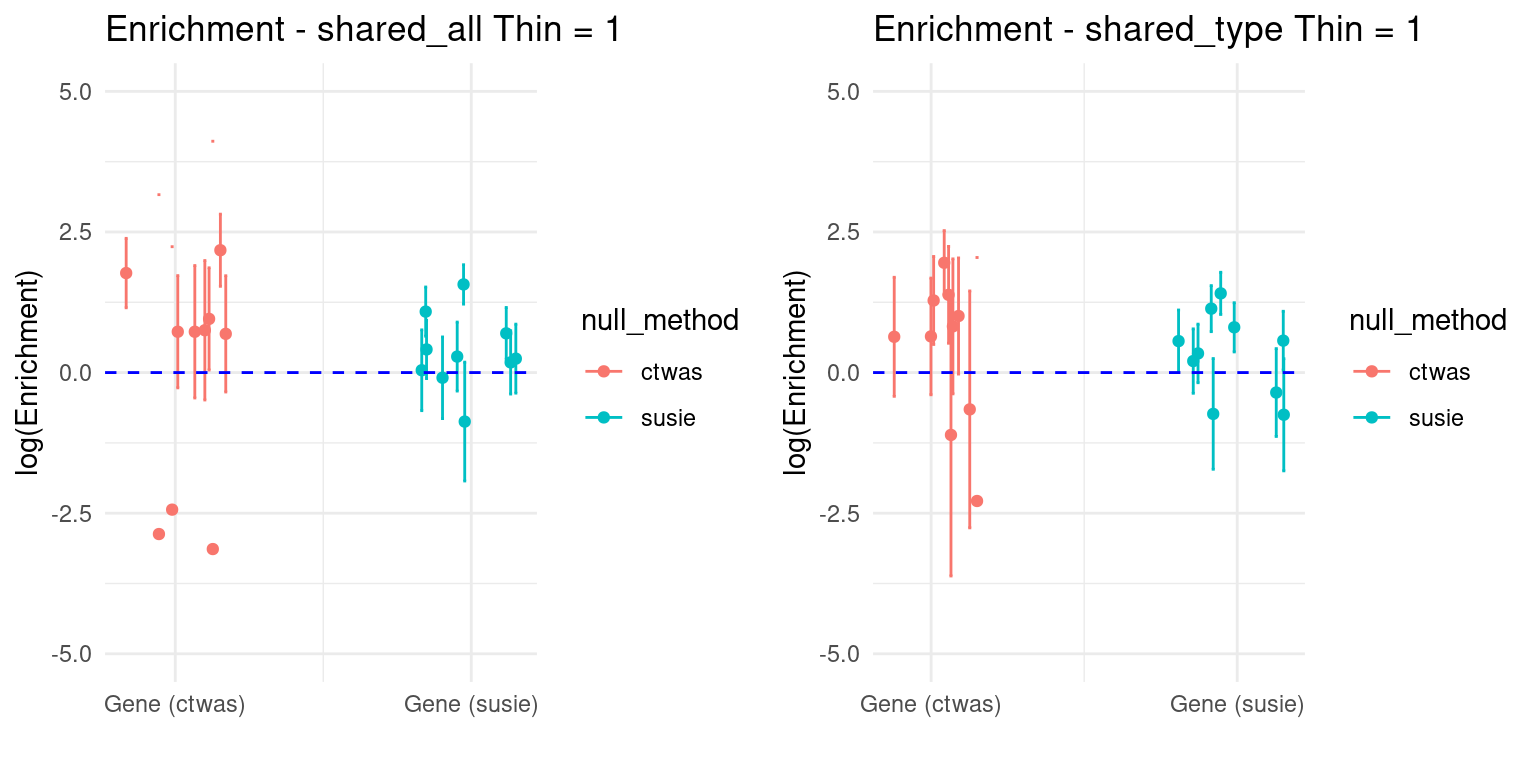 Enrichment - shared_all Thin = 1
log(Enrichment)
5.0
2.5
0.0
-2.5
-5.0
Gene (ctwas)
Gene (susie)
null_method
ctwas
susie
Enrichment - shared_type Thin = 1
log(Enrichment)
5.0
2.5
0.0
-2.5
-5.0
Gene (ctwas)
Gene (susie)
null_method
ctwas
susie